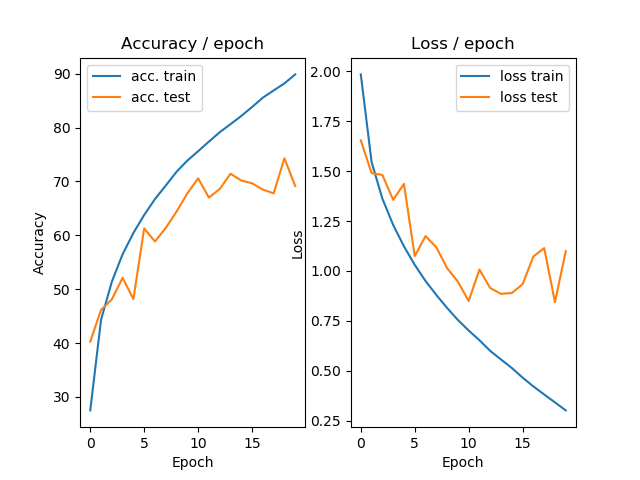 Accuracy / epoch
acc. train
acc. test
90
80
70
60
50
40
30
Accuracy
0
5
10
15
Epoch
Loss / epoch
loss train
loss test
2.00
1.75
1.50
1.25
1.00
0.75
0.50
0.25
Loss
0
5
10
15
Epoch